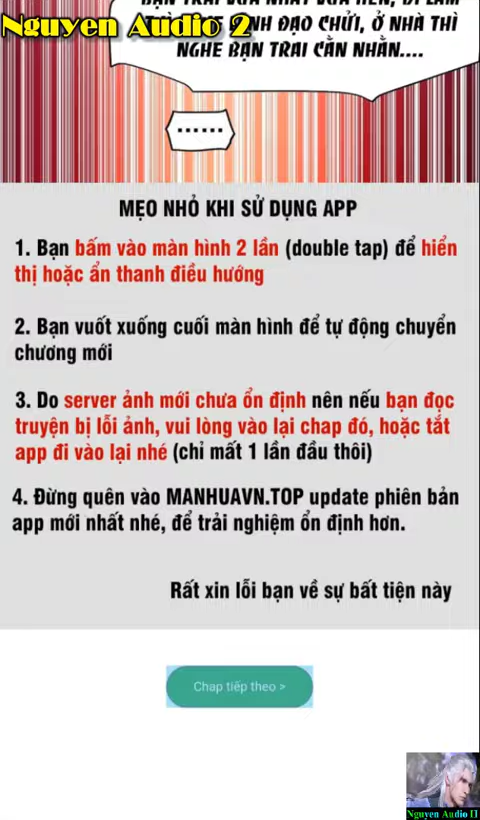 Nguyen Audio 2
ĐẠO CHỬI, Ở NHÀ THÌ
NGHE BẠN TRAI CẰN NHẰN....
......
MẸO NHỎ KHI SỬ DỤNG APP
1. Bạn bấm vào màn hình 2 lần (double tap) để hiển
thị hoặc ẩn thanh điều hướng
2. Bạn vuốt xuống cuối màn hình để tự động chuyển
chương mới
3. Do server ảnh mới chưa ổn định nên nếu bạn đọc
truyện bị lỗi ảnh, vui lòng vào lại chap đó, hoặc tắt
app đi vào lại nhé (chỉ mất 1 lần đầu thôi)
4. Đừng quên vào MANHUAVN.TOP update phiên bản
app mới nhất nhé, để trải nghiệm ổn định hơn.
Rất xin lỗi bạn về sự bất tiện này
Chap tiếp theo >
Nguyen Audio II